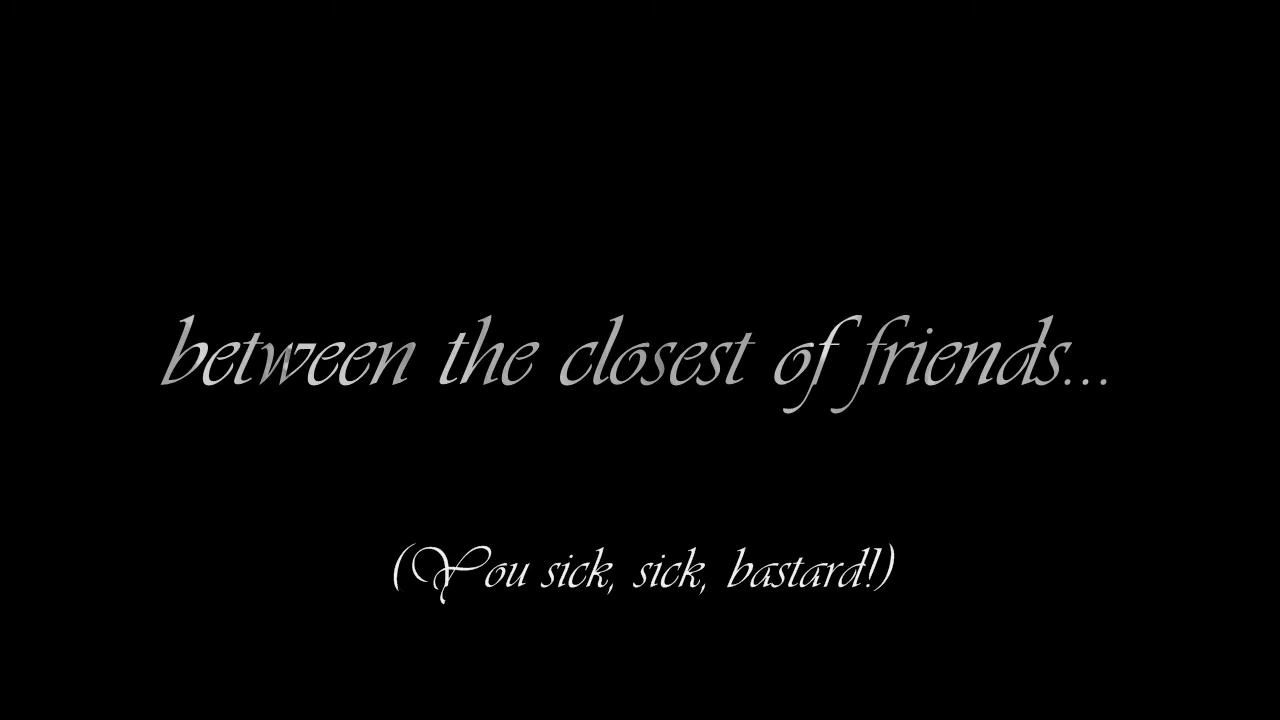 between the closest of friends...
(You sick, sick, bastard!)